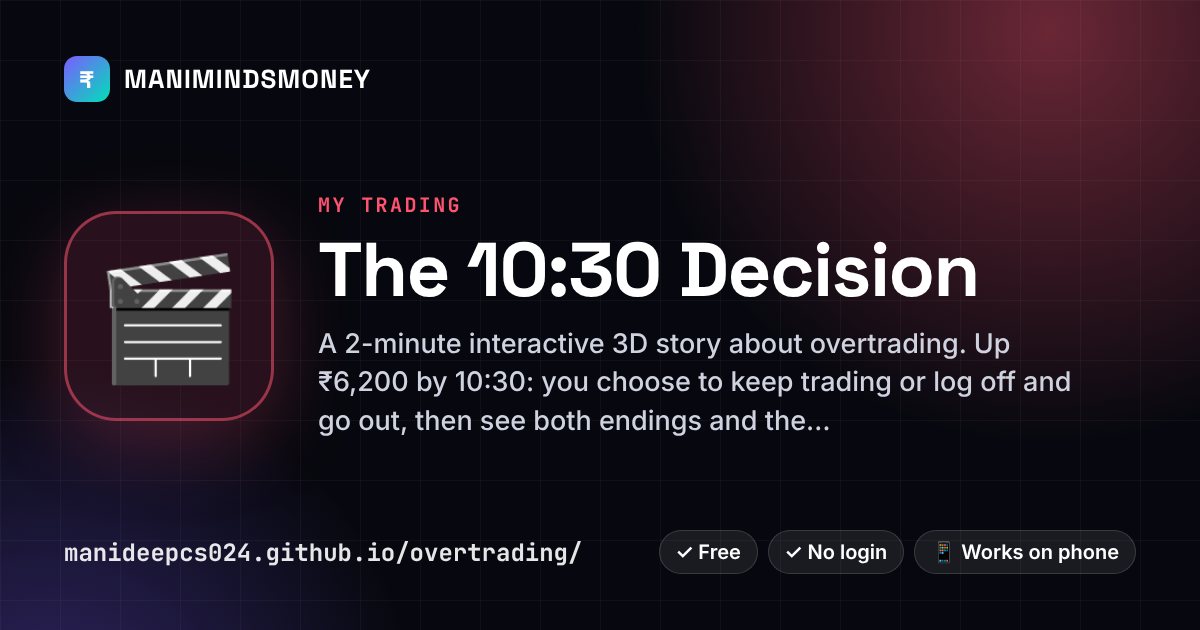 ₹
MANIMINDSMONEY
MY TRADING
The 10:30 Decision
A 2-minute interactive 3D story about overtrading. Up
₹6,200 by 10:30: you choose to keep trading or log off and
go out, then see both endings and the...
manideepcs024.github.io/overtrading/
✓ Free
✓ No login
📱 Works on phone